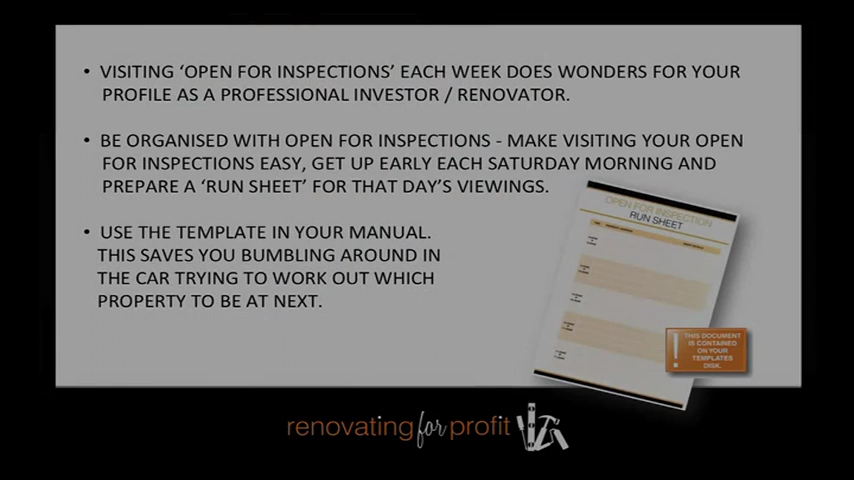 • VISITING ‘OPEN FOR INSPECTIONS’ EACH WEEK DOES WONDERS FOR YOUR
PROFILE AS A PROFESSIONAL INVESTOR / RENOVATOR.
• BE ORGANISED WITH OPEN FOR INSPECTIONS - MAKE VISITING YOUR OPEN
FOR INSPECTIONS EASY, GET UP EARLY EACH SATURDAY MORNING AND
PREPARE A ‘RUN SHEET’ FOR THAT DAY’S VIEWINGS.
• USE THE TEMPLATE IN YOUR MANUAL.
THIS SAVES YOU BUMBLING AROUND IN
THE CAR TRYING TO WORK OUT WHICH
PROPERTY TO BE AT NEXT.
OPEN FOR INSPECTION
RUN SHEET
! THIS DOCUMENT
IS CONTAINED
ON YOUR
TEMPLATES
DISK.
renovating for profit